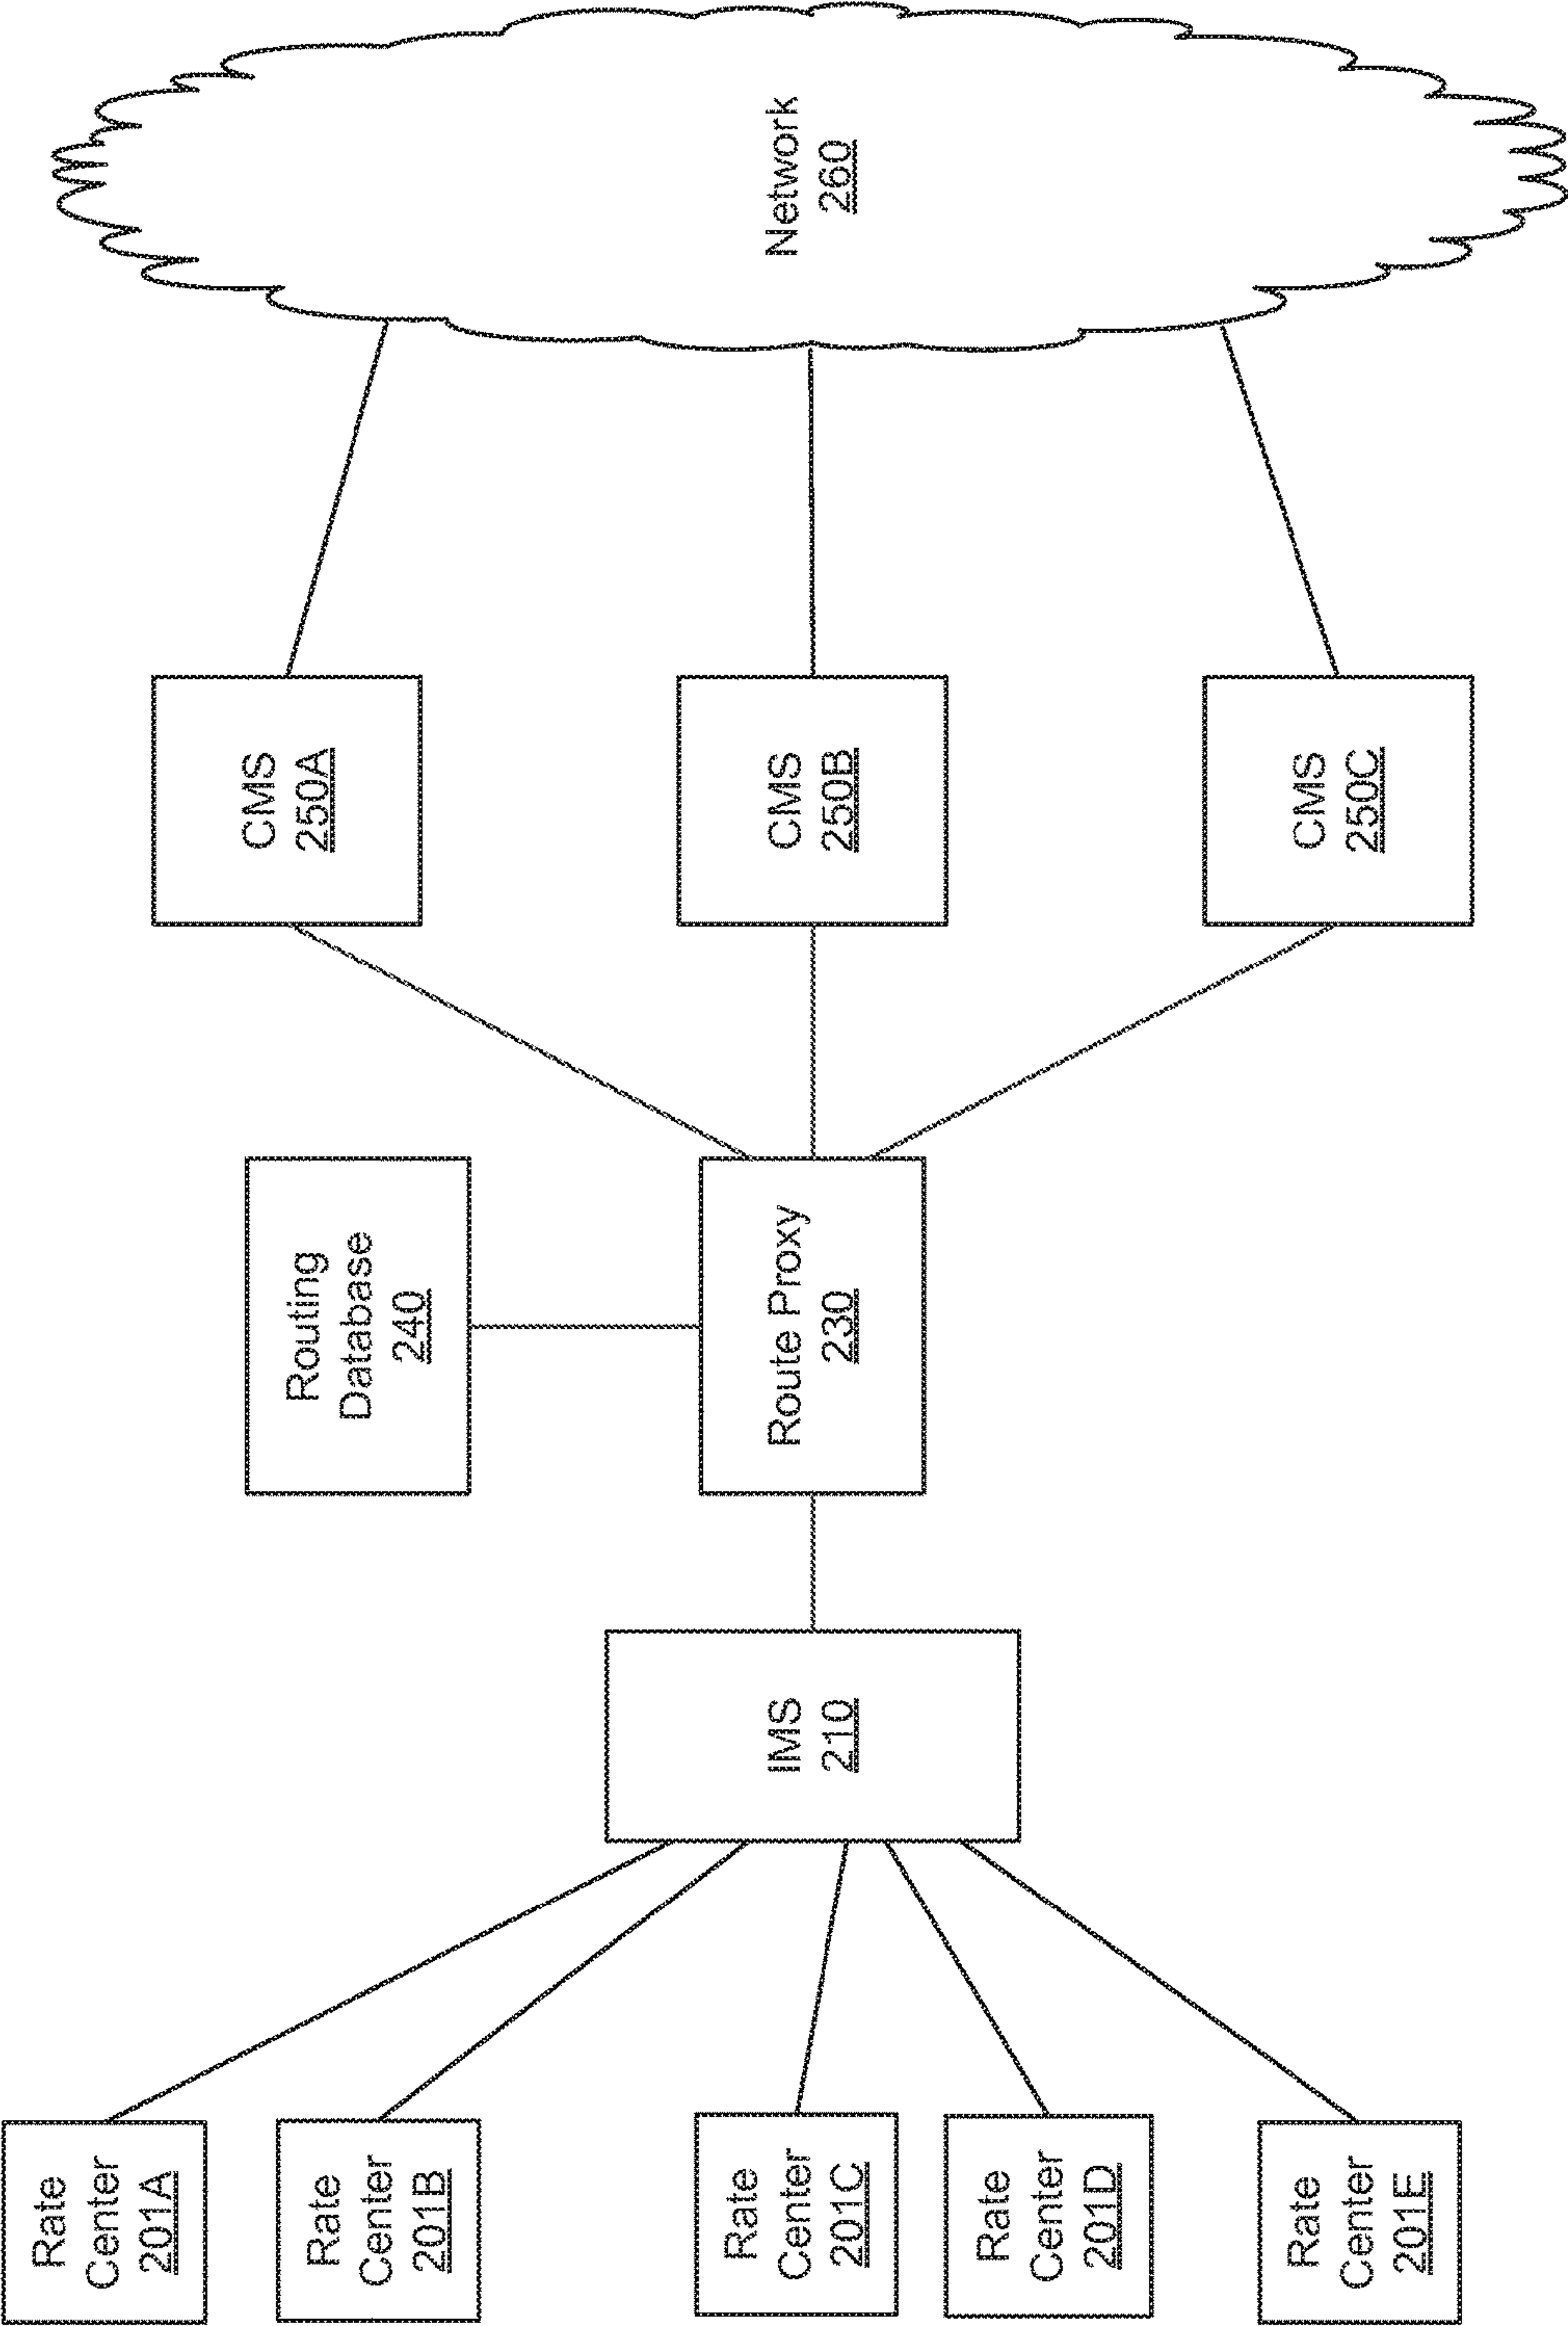 Rate
Center
201A
Rate
Center
201B
Rate
Center
201C
Rate
Center
201D
Rate
Center
201E
IMS
210
Routing
Database
240
Route Proxy
230
CMS
250A
CMS
250B
CMS
250C
Network
260